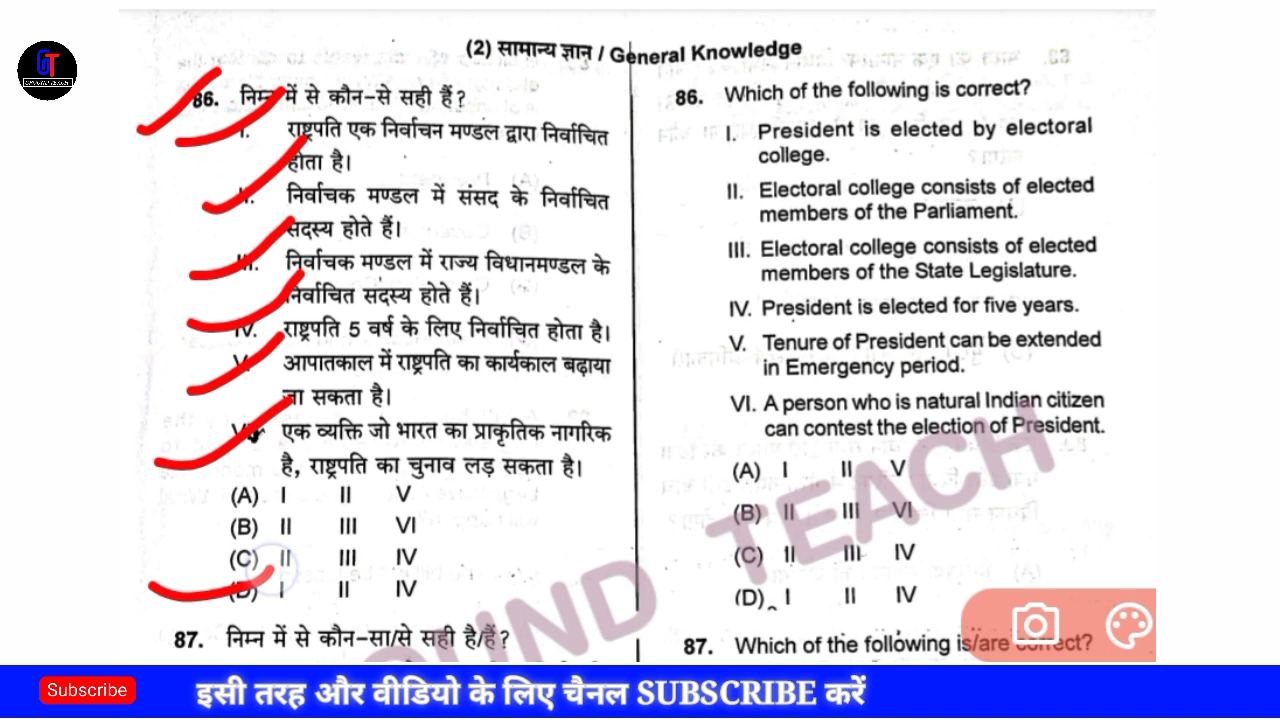 GT
(2) सामान्य ज्ञान / General Knowledge
86. निम्न में से कौन-से सही हैं?
I. राष्ट्रपति एक निर्वाचन मण्डल द्वारा निर्वाचित
होता है।
II. निर्वाचक मण्डल में संसद के निर्वाचित
सदस्य होते हैं।
III. निर्वाचक मण्डल में राज्य विधानमण्डल के
निर्वाचित सदस्य होते हैं।
IV. राष्ट्रपति 5 वर्ष के लिए निर्वाचित होता है।
V. आपातकाल में राष्ट्रपति का कार्यकाल बढ़ाया
जा सकता है।
एक व्यक्ति जो भारत का प्राकृतिक नागरिक
है, राष्ट्रपति का चुनाव लड़ सकता है।
(A) I II V
(B) II III VI
(C) II III IV
(D) I II IV
87. निम्न में से कौन-सा/से सही है/हैं?
86. Which of the following is correct?
I. President is elected by electoral
college.
II. Electoral college consists of elected
members of the Parliament.
III. Electoral college consists of elected
members of the State Legislature.
IV. President is elected for five years.
V. Tenure of President can be extended
in Emergency period.
VI. A person who is natural Indian citizen
can contest the election of President.
(A) I II V
(B) II III VI
(C) II III IV
(D) I II IV
87. Which of the following is/are correct?
OUND TEACH
Subscribe
इसी तरह और वीडियो के लिए चैनल SUBSCRIBE करें